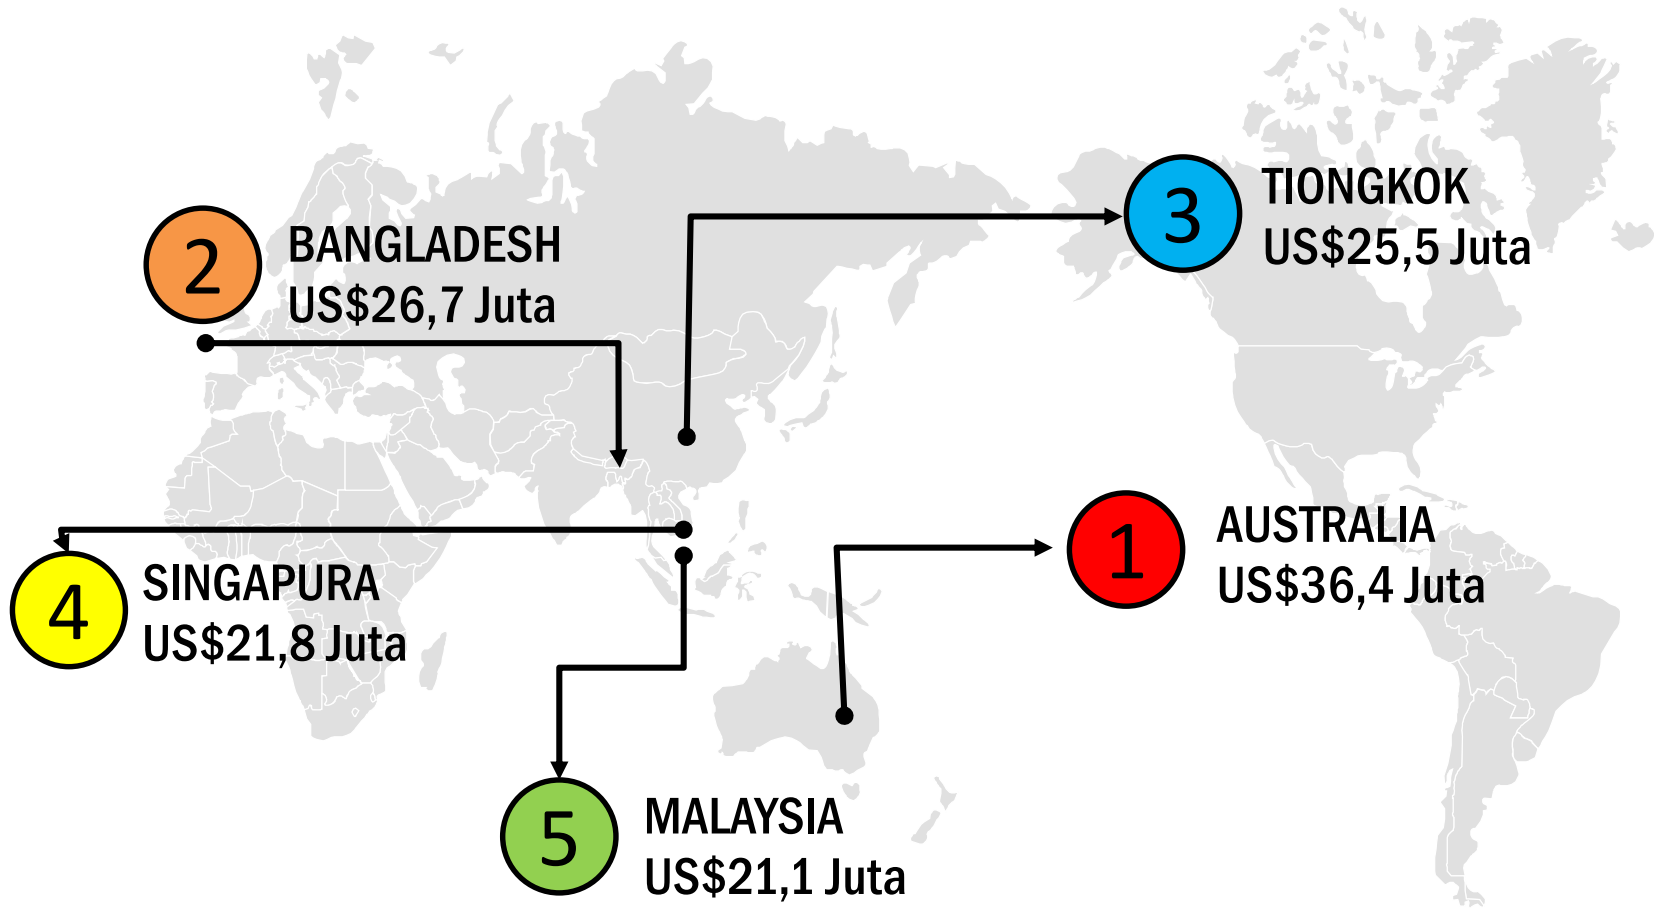 3
TIONGKOK
US$25,5 Juta
2
BANGLADESH
US$26,7 Juta
1
AUSTRALIA
US$36,4 Juta
4
SINGAPURA
US$21,8 Juta
5
MALAYSIA
US$21,1 Juta